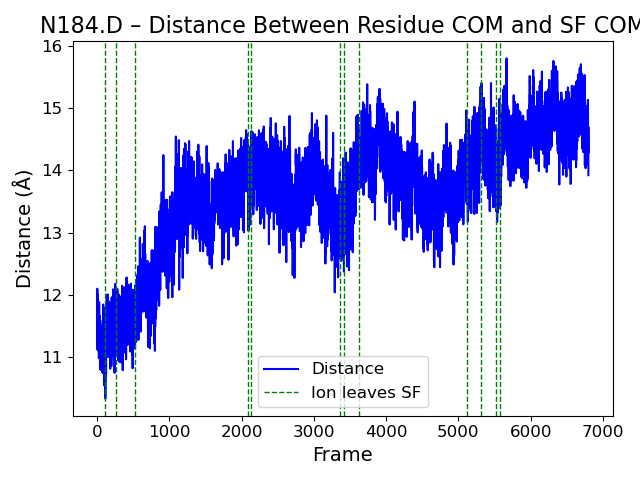 N184.D – Distance Between Residue COM and SF COM
Distance (Å)
16
15
14
13
12
11
Distance
Ion leaves SF
0 1000 2000 3000 4000 5000 6000 7000
Frame